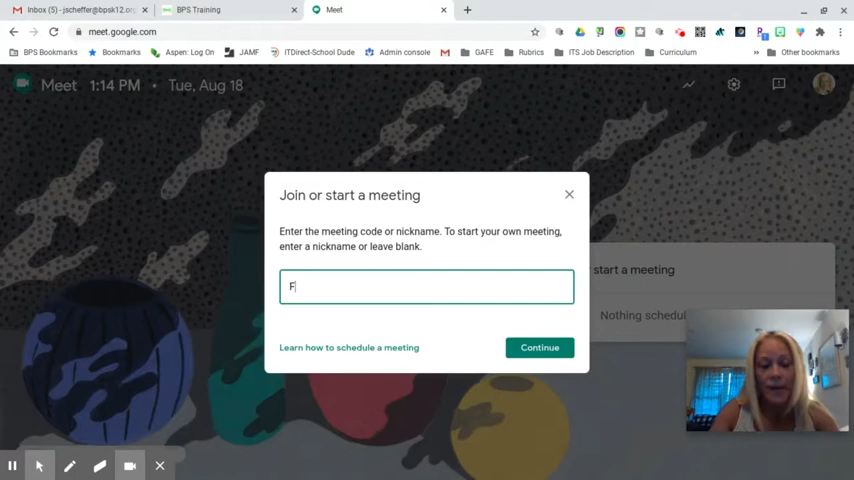 Inbox (5) - jscheffer@bpsk12.or
BPS Training
Meet
meet.google.com
BPS Bookmarks
Bookmarks
Aspen: Log On
JAMF
ITDirect-School Dude
Admin console
GAFE
Rubrics
ITS Job Description
Curriculum
»
Other bookmarks
Meet 1:14 PM • Tue, Aug 18
Join or start a meeting
Enter the meeting code or nickname. To start your own meeting,
enter a nickname or leave blank.
F
Learn how to schedule a meeting
Continue
start a meeting
Nothing schedul